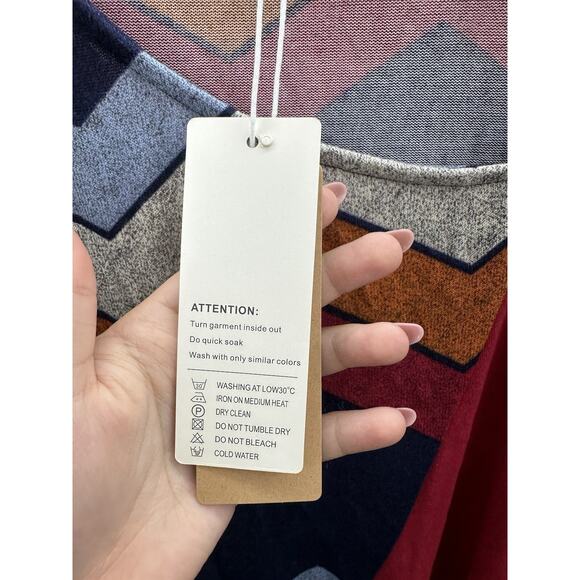 ATTENTION:
Turn garment inside out
Do quick soak
Wash with only similar colors
30 WASHING AT LOW30°C
IRON ON MEDIUM HEAT
P DRY CLEAN
DO NOT TUMBLE DRY
DO NOT BLEACH
COLD WATER